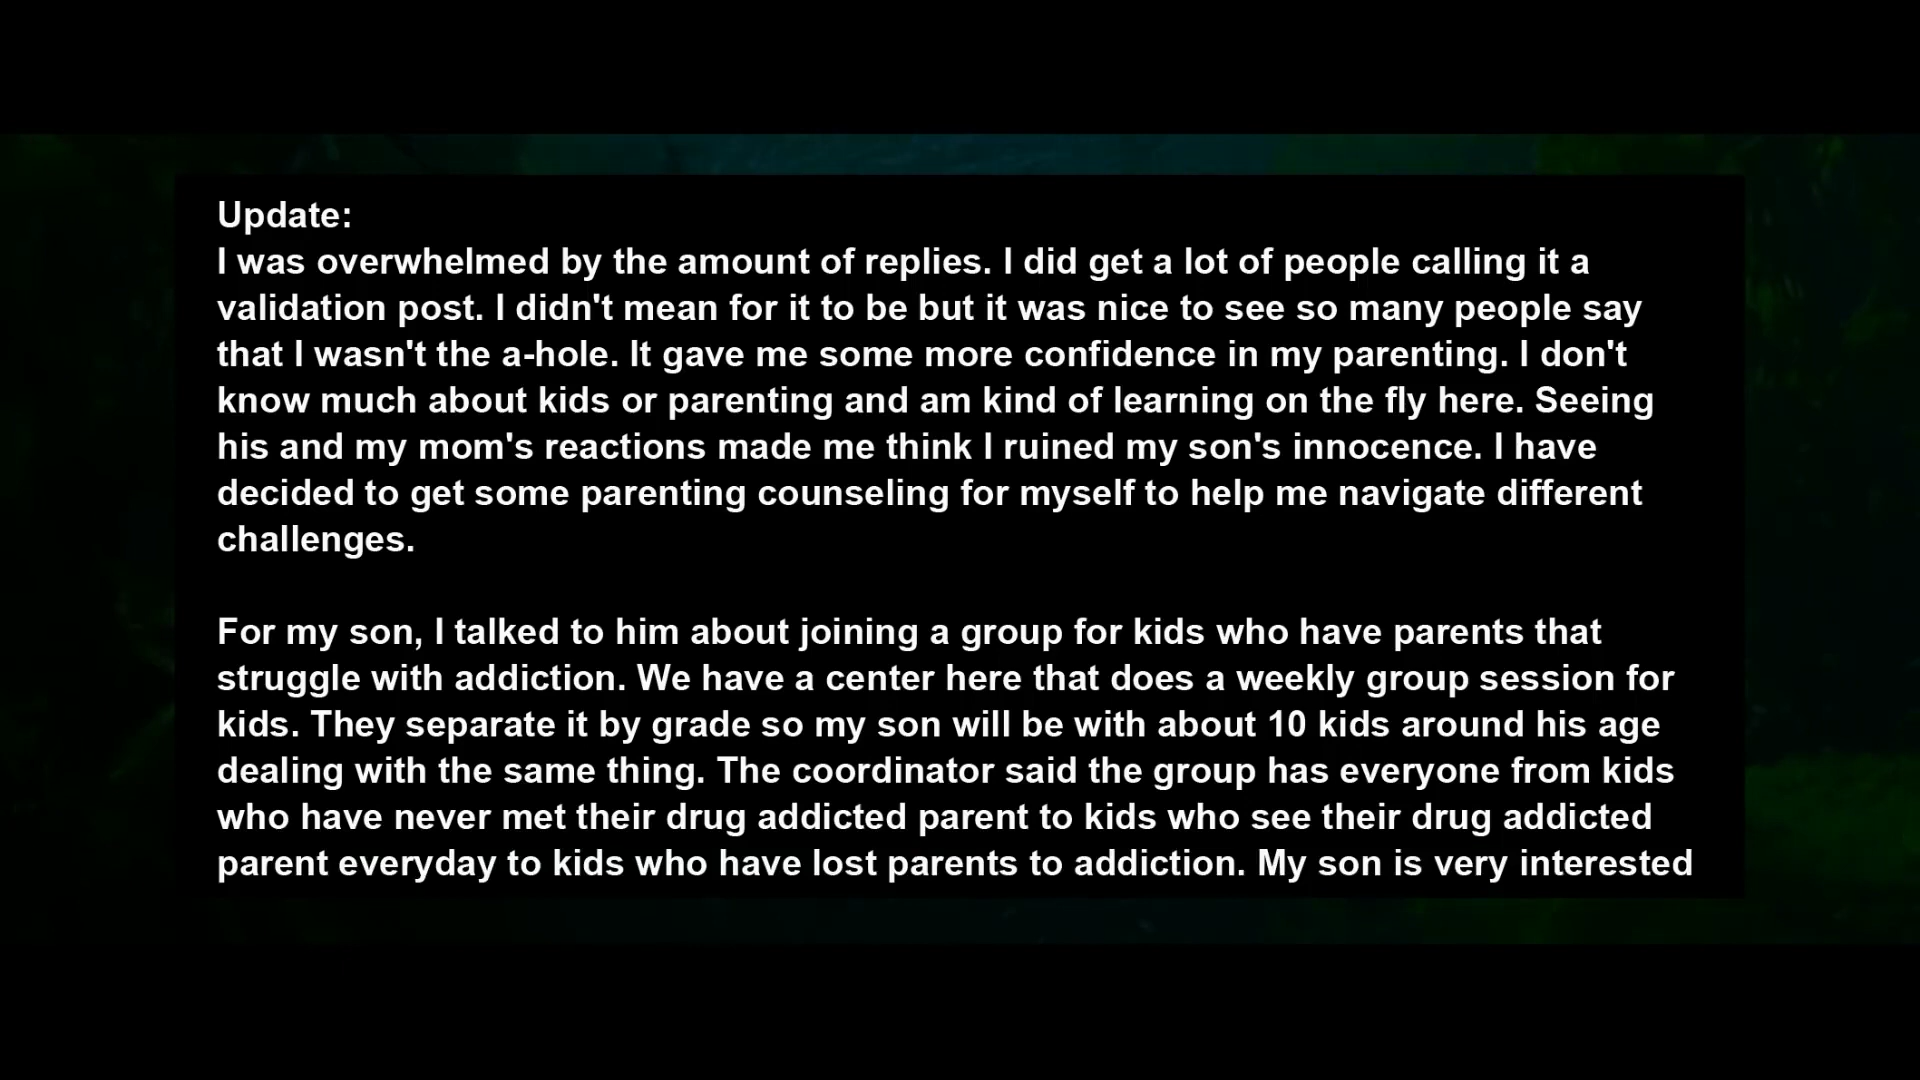 Update:
I was overwhelmed by the amount of replies. I did get a lot of people calling it a
validation post. I didn't mean for it to be but it was nice to see so many people say
that I wasn't the a-hole. It gave me some more confidence in my parenting. I don't
know much about kids or parenting and am kind of learning on the fly here. Seeing
his and my mom's reactions made me think I ruined my son's innocence. I have
decided to get some parenting counseling for myself to help me navigate different
challenges.
For my son, I talked to him about joining a group for kids who have parents that
struggle with addiction. We have a center here that does a weekly group session for
kids. They separate it by grade so my son will be with about 10 kids around his age
dealing with the same thing. The coordinator said the group has everyone from kids
who have never met their drug addicted parent to kids who see their drug addicted
parent everyday to kids who have lost parents to addiction. My son is very interested